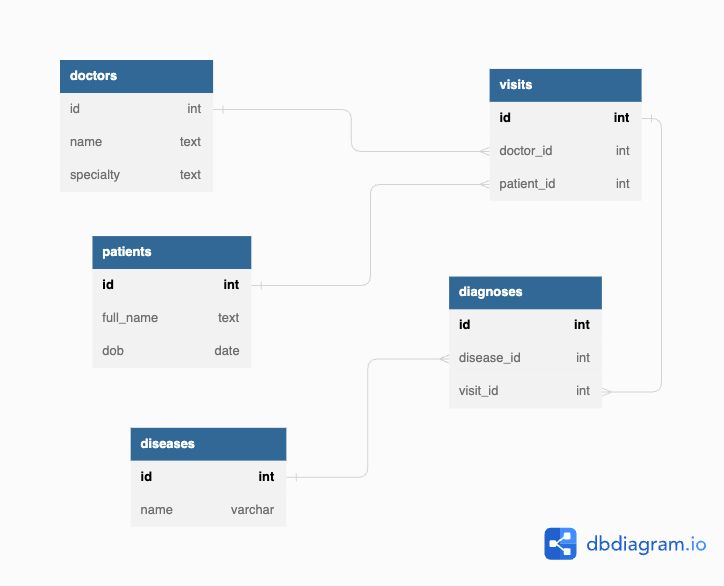 doctors
id int
name text
specialty text
visits
id int
doctor_id int
patient_id int
patients
id int
full_name text
dob date
diagnoses
id int
disease_id int
visit_id int
diseases
id int
name varchar
dbdiagram.io